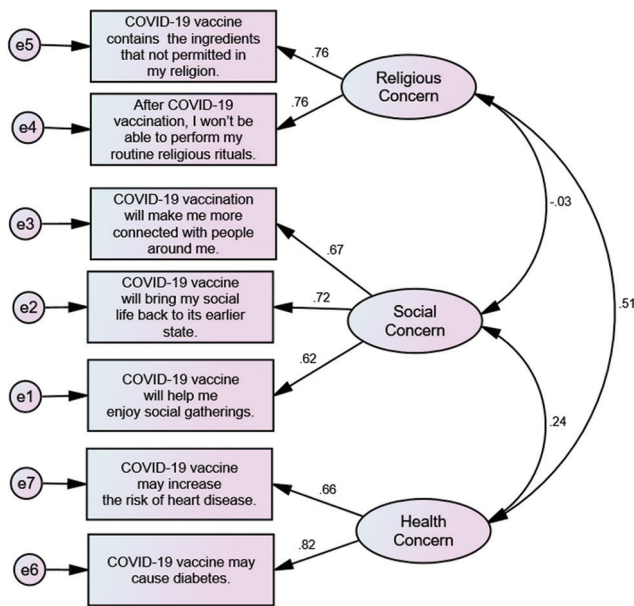 e5
COVID-19 vaccine
contains the ingredients
that not permitted in
my religion.
.76
Religious
Concern
e4
After COVID-19
vaccination, I won't be
able to perform my
routine religious rituals.
.76
e3
COVID-19 vaccination
will make me more
connected with people
around me.
.67
-.03
e2
COVID-19 vaccine
will bring my social
life back to its earlier
state.
.72
Social
Concern
.51
e1
COVID-19 vaccine
will help me
enjoy social gatherings.
.62
.24
e7
COVID-19 vaccine
may increase
the risk of heart disease.
.66
Health
Concern
e6
COVID-19 vaccine may
cause diabetes.
.82